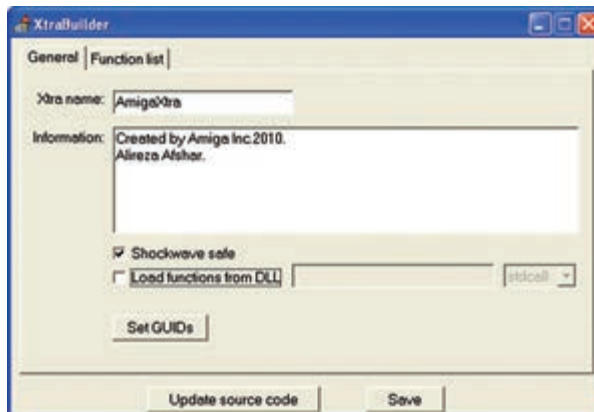 XtraBuilder
General
Function list
Xtra name:
AmigaXtra
Information:
Created by Amiga Inc.2010.
Alireza Afshar.
Shockwave safe
Load functions from DLL
stdcall
Set GUIDs
Update source code
Save